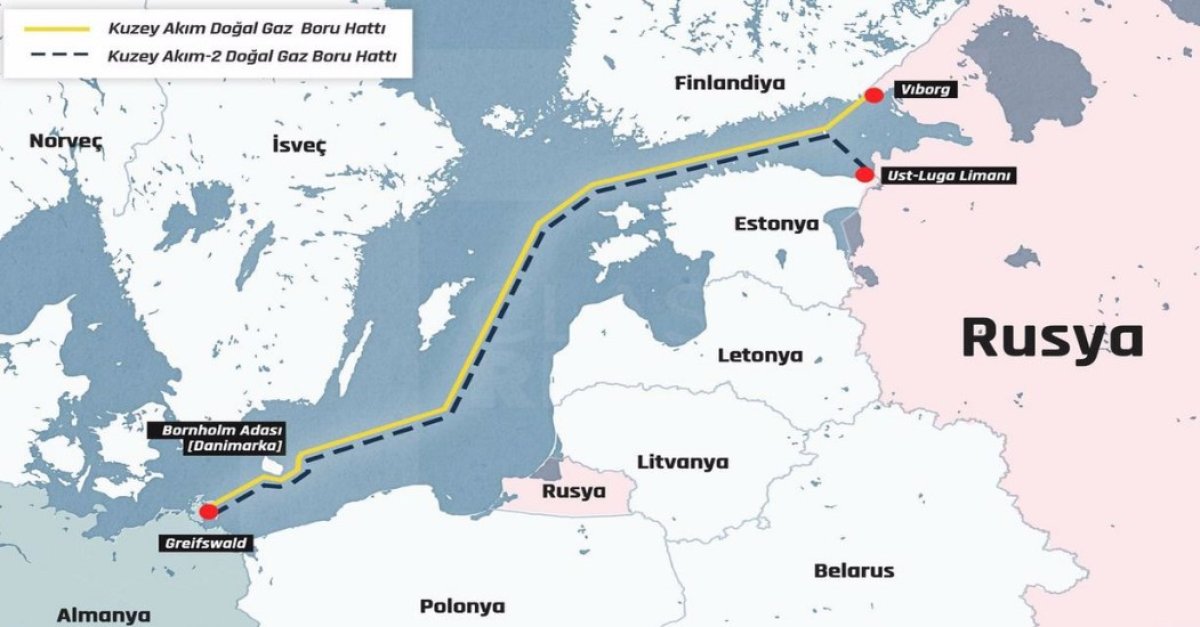 Kuzey Akım Doğal Gaz Boru Hattı
Kuzey Akım-2 Doğal Gaz Boru Hattı
Finlandiya
Vıborg
Norveç
İsveç
Ust-Luga Limanı
Estonya
Rusya
Letonya
Bornholm Adası
[Danimarka]
Litvanya
Rusya
Greifswald
Belarus
Almanya
Polonya